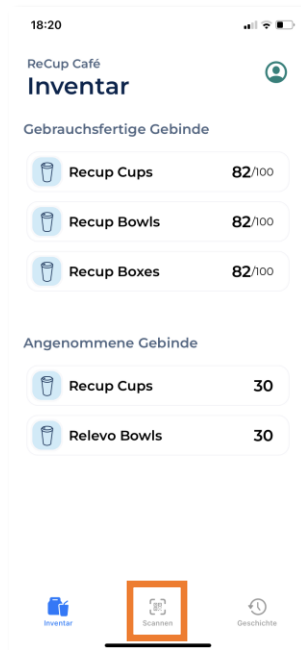 18:20
ReCup Café
Inventar
Gebrauchsfertige Gebinde
Recup Cups 82/100
Recup Bowls 82/100
Recup Boxes 82/100
Angenommene Gebinde
Recup Cups 30
Relevo Bowls 30
Inventar Scannen Geschichte